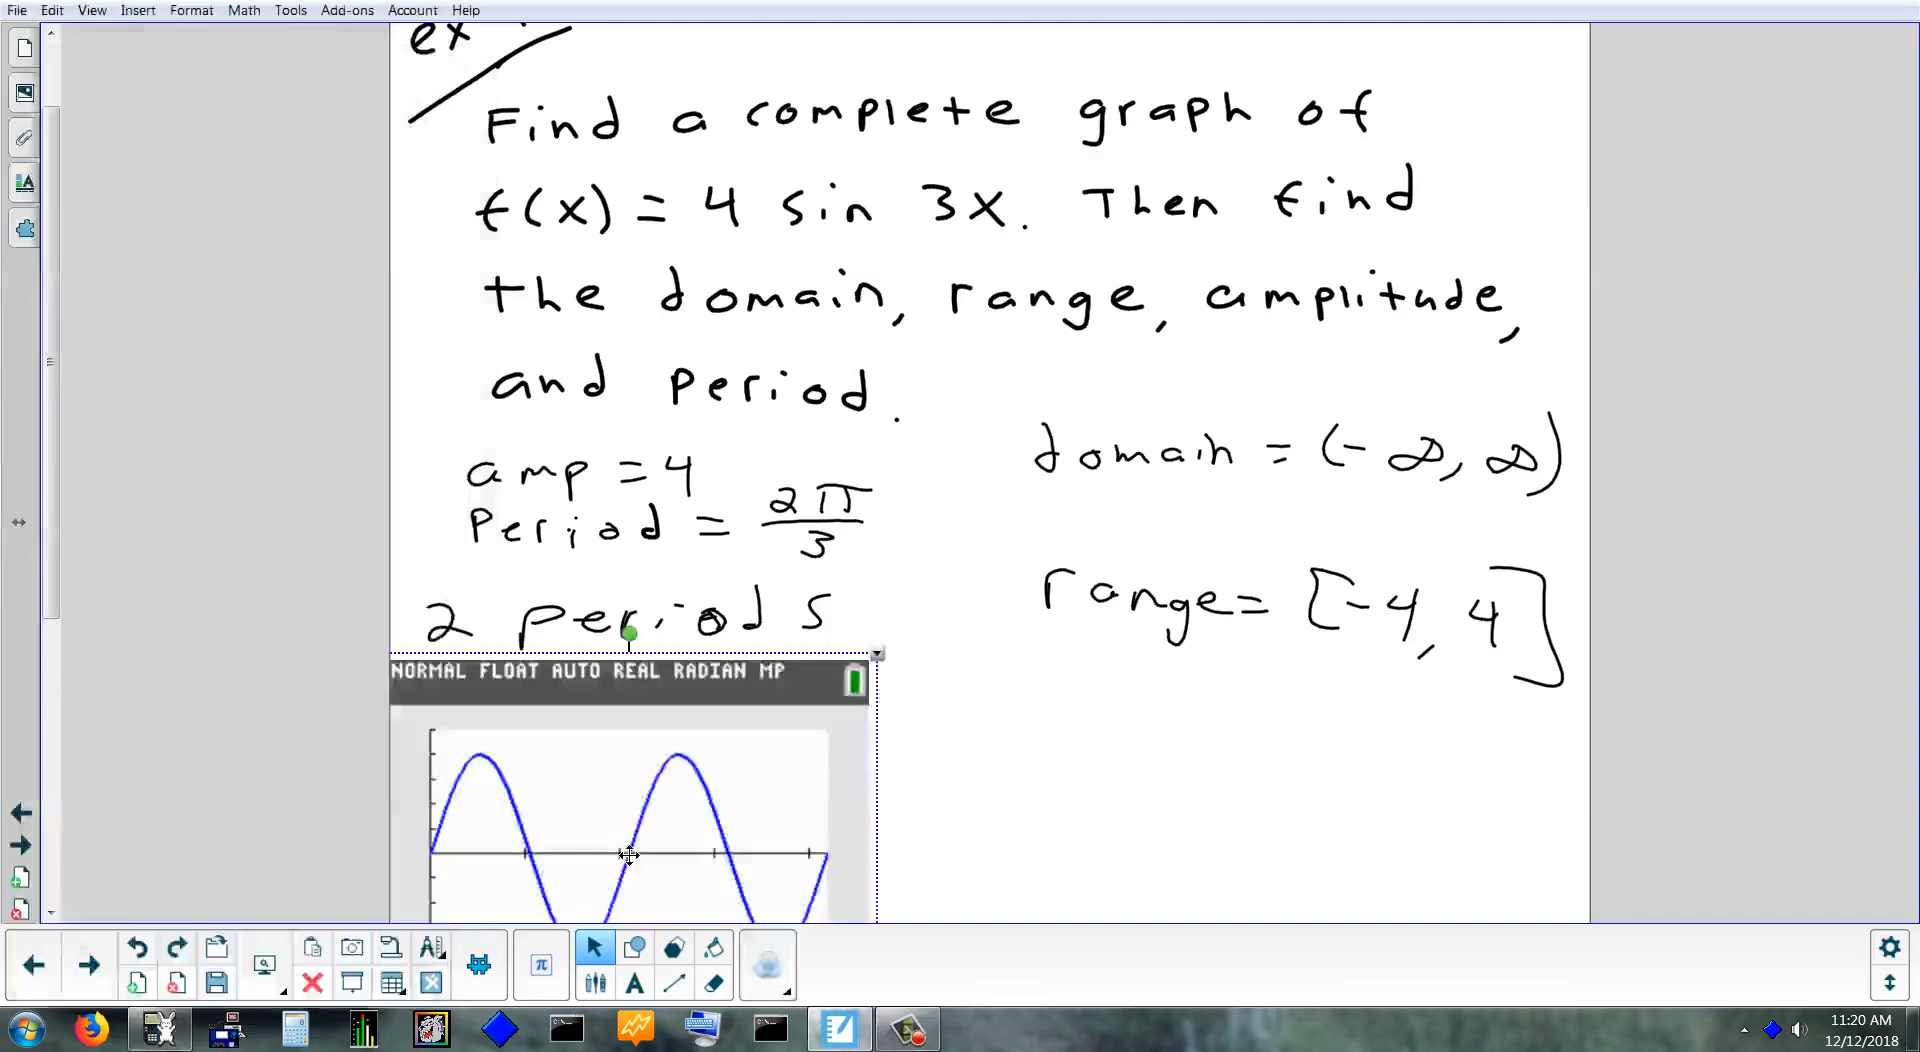 File Edit View Insert Format Math Tools Add-ons Account Help
ex
Find a complete graph of
f(x) = 4 sin 3x. Then find
the domain, range, amplitude,
and period.
amp = 4
Period = 2π/3
2 periods
domain = (-∞, ∞)
range = [-4, 4]
NORMAL FLOAT AUTO REAL RADIAN MP
11:20 AM
12/12/2018